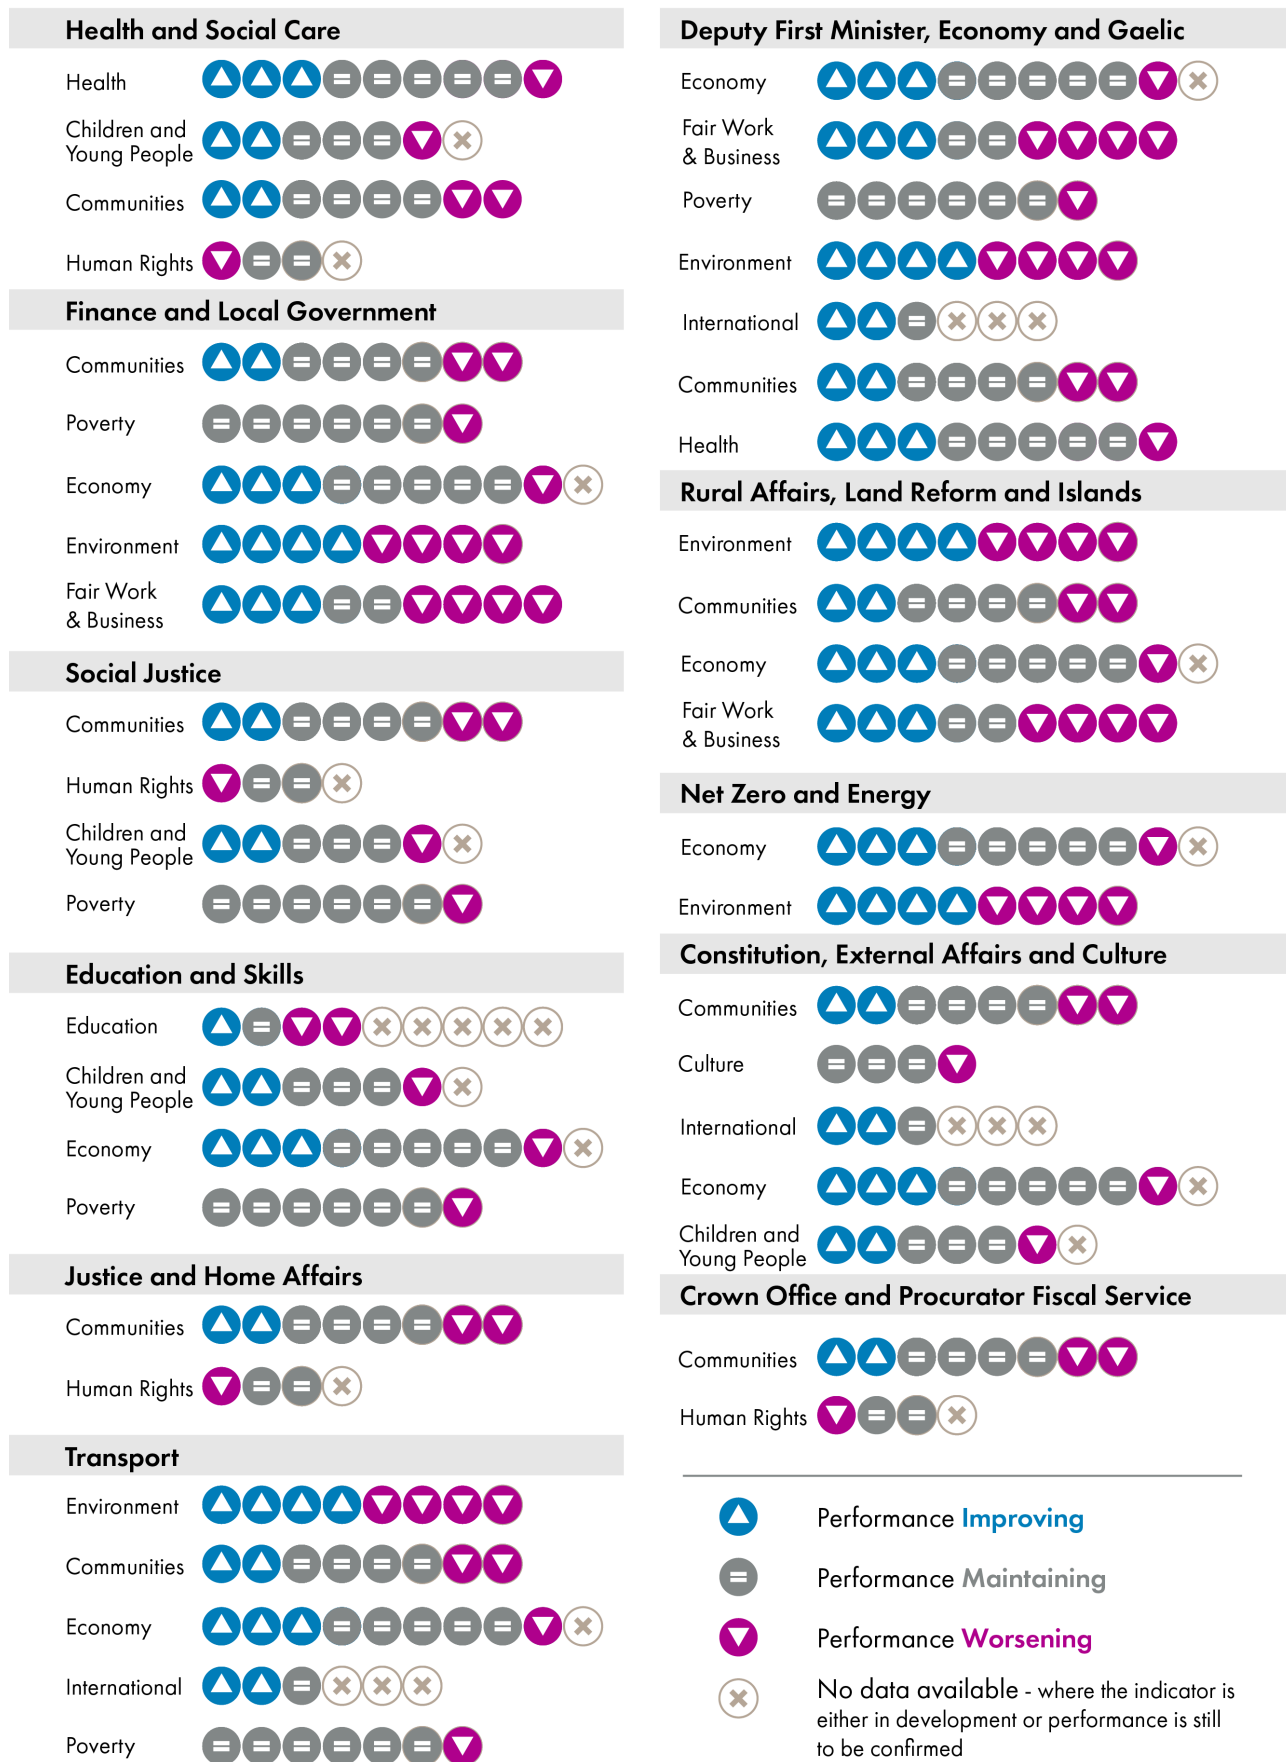 Health and Social Care
Health
Children and
Young People
Communities
Human Rights
Finance and Local Government
Communities
Poverty
Economy
Environment
Fair Work
& Business
Social Justice
Communities
Human Rights
Children and
Young People
Poverty
Education and Skills
Education
Children and
Young People
Economy
Poverty
Justice and Home Affairs
Communities
Human Rights
Transport
Environment
Communities
Economy
International
Poverty
Deputy First Minister, Economy and Gaelic
Economy
Fair Work
& Business
Poverty
Environment
International
Communities
Health
Rural Affairs, Land Reform and Islands
Environment
Communities
Economy
Fair Work
& Business
Net Zero and Energy
Economy
Environment
Constitution, External Affairs and Culture
Communities
Culture
International
Economy
Children and
Young People
Crown Office and Procurator Fiscal Service
Communities
Human Rights
Performance Improving
Performance Maintaining
Performance Worsening
No data available - where the indicator is
either in development or performance is still
to be confirmed